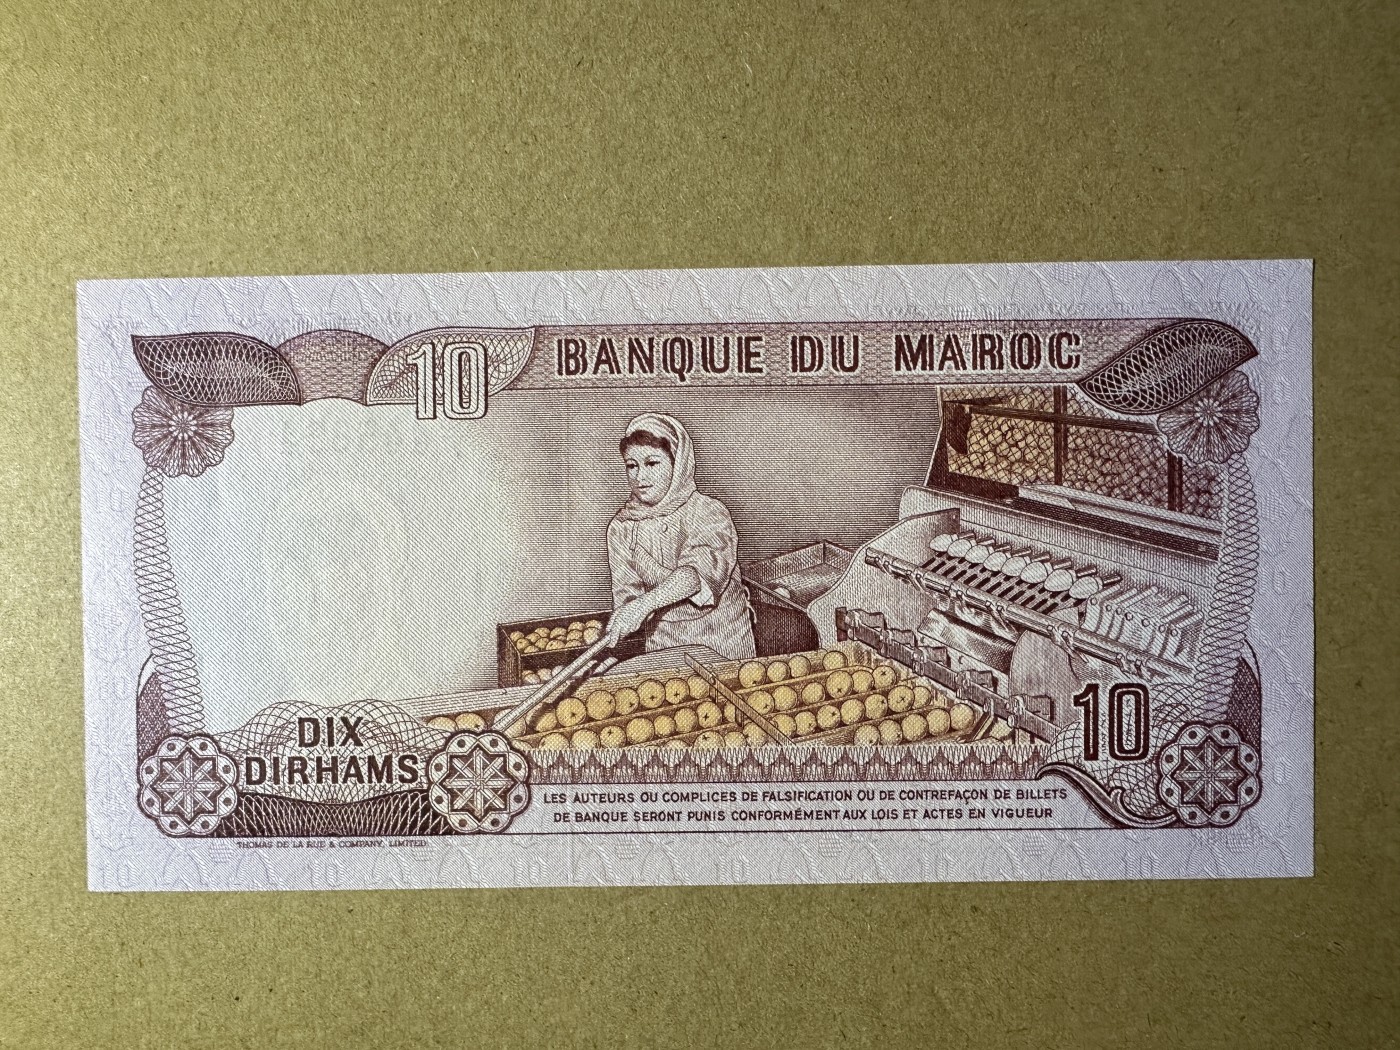 10 BANQUE DU MAROC
DIX
DIRHAMS
10
LES AUTEURS OU COMPLICES DE FALSIFICATION OU DE CONTREFAÇON DE BILLETS
DE BANQUE SERONT PUNIS CONFORMÉMENT AUX LOIS ET ACTES EN VIGUEUR
THOMAS DE LA RUE & COMPANY, LIMITED